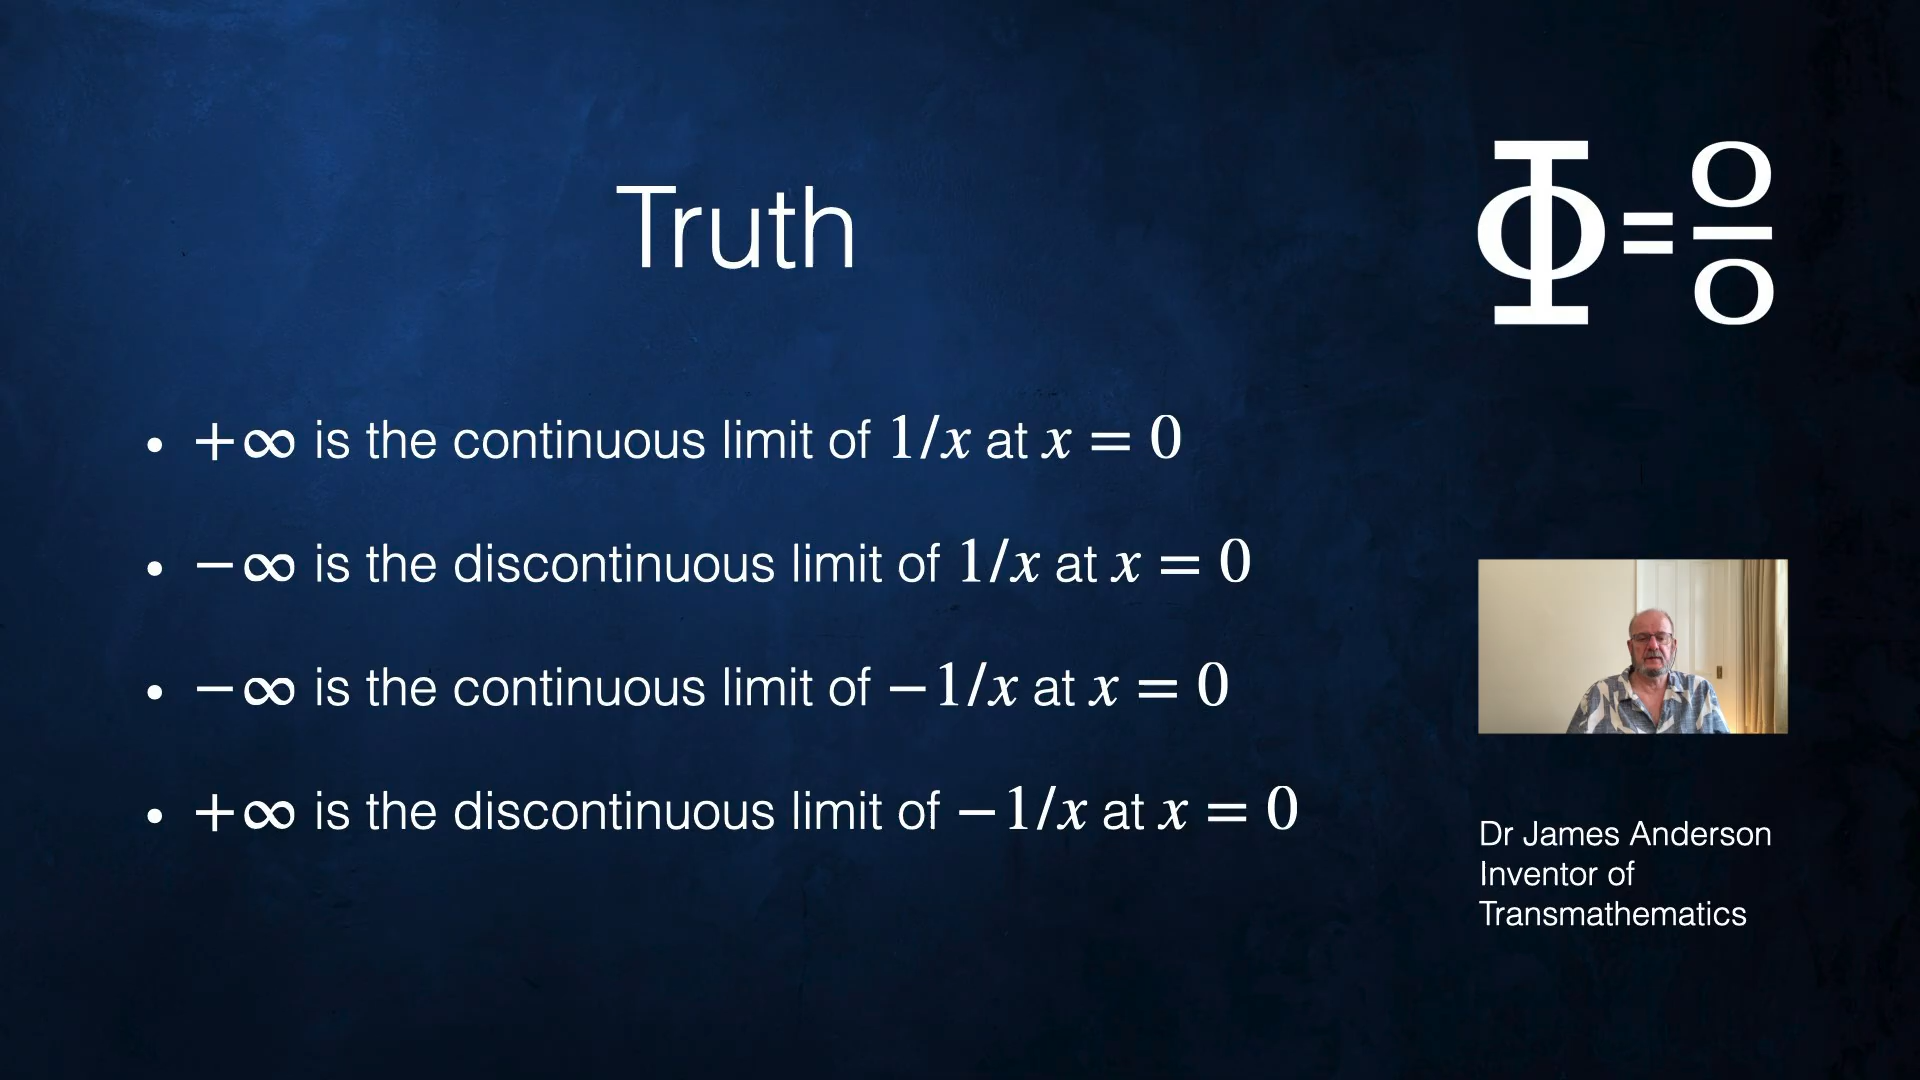 Truth
Φ = 0/0
• +∞ is the continuous limit of 1/x at x = 0
• −∞ is the discontinuous limit of 1/x at x = 0
• −∞ is the continuous limit of −1/x at x = 0
• +∞ is the discontinuous limit of −1/x at x = 0
Dr James Anderson
Inventor of
Transmathematics